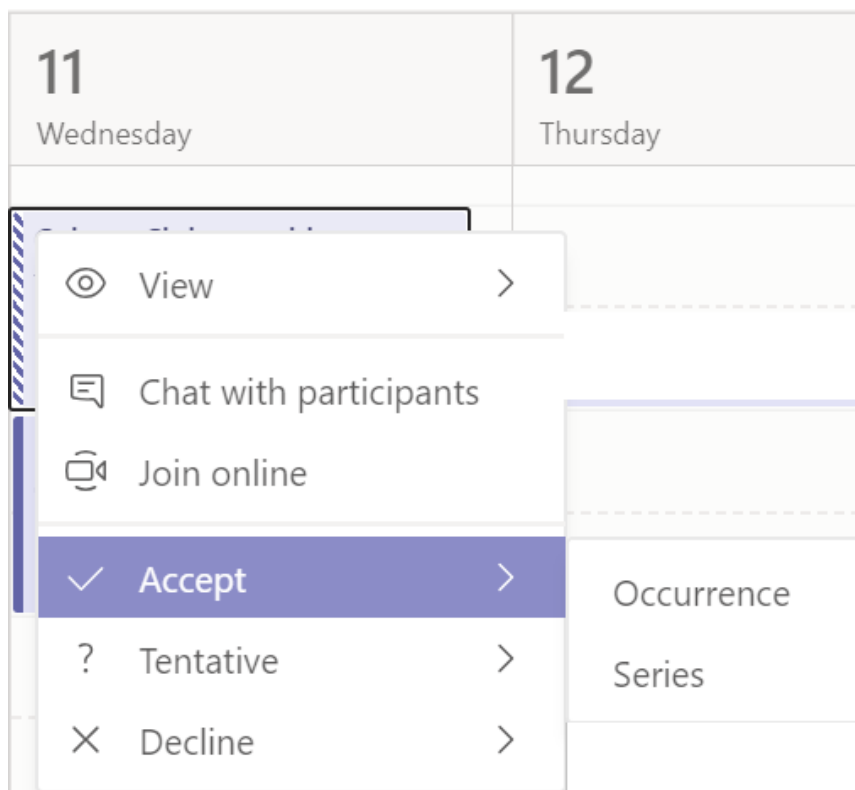 11
Wednesday
12
Thursday
View
Chat with participants
Join online
Accept
Tentative
Decline
Occurrence
Series